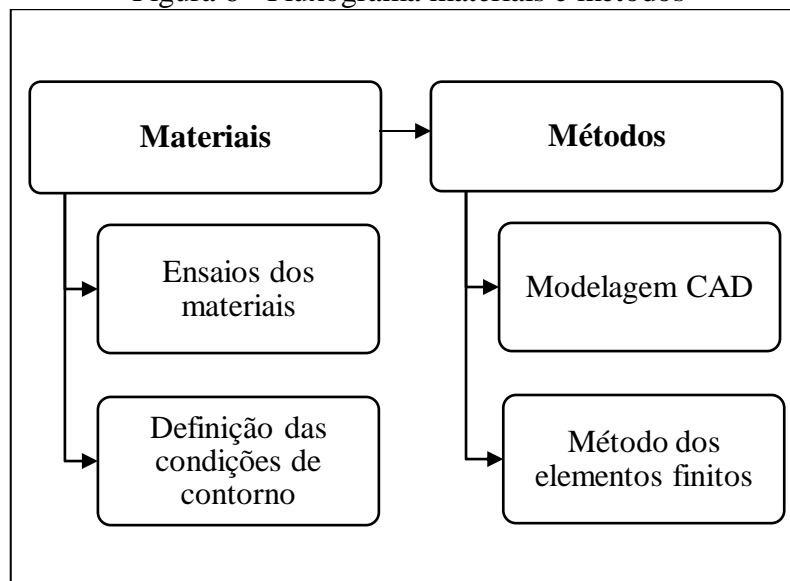 Materiais
Métodos
Ensaios dos
materiais
Modelagem CAD
Definição das
condições de
contorno
Método dos
elementos finitos